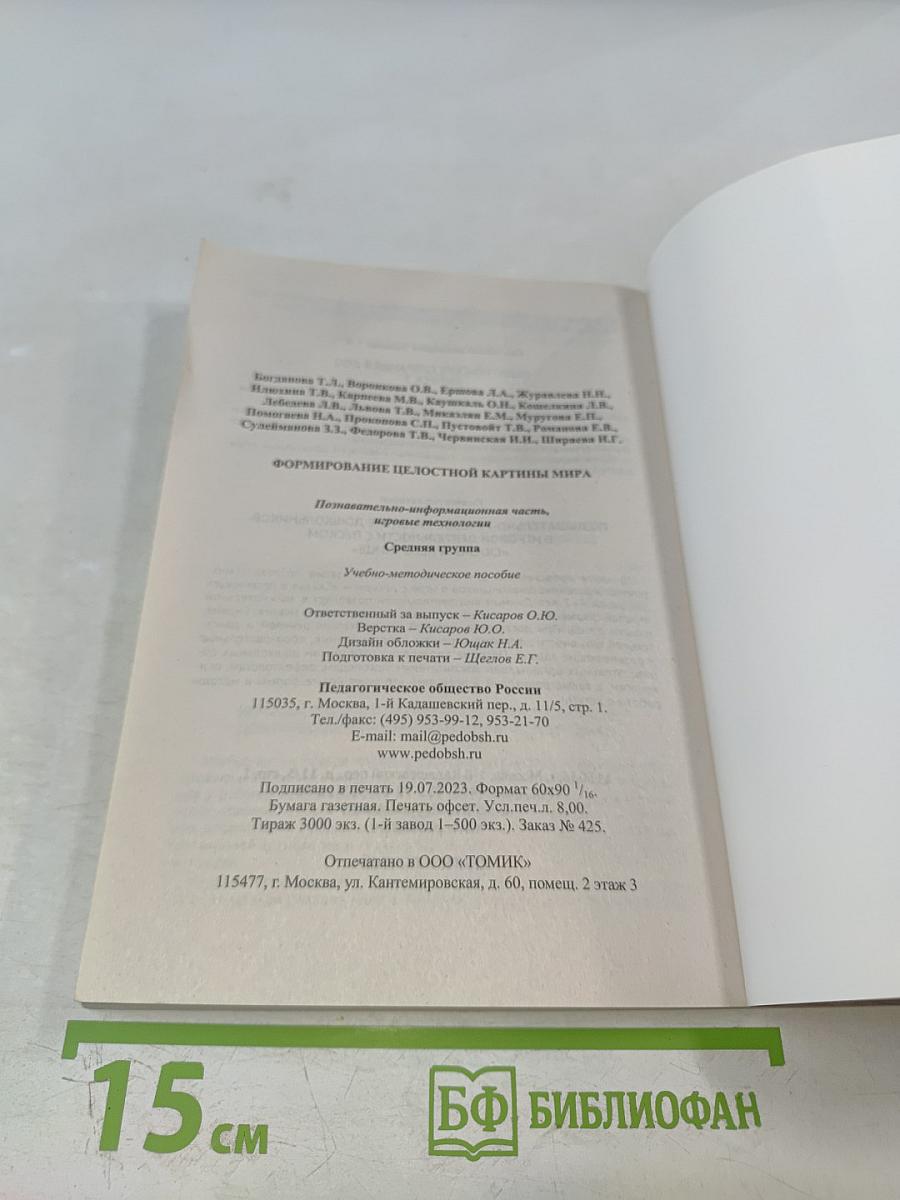 Богданова Т.Л., Воронкова О.В., Ершова Л.А., Журавлева Н.Н.,
Илюхина Т.В., Карпеева М.В., Каушкаль О.Н., Кошелкина Л.В.,
Лебедева Л.В., Львова Т.В., Микаэлян Е.М., Муругова Е.Н.,
Помогаева Н.А., Прокопова С.П., Пустовойт Т.В., Романова Е.В.,
Сулейманова З.З., Федорова Т.В., Червинская И.И., Ширяева Н.Г.
ФОРМИРОВАНИЕ ЦЕЛОСТНОЙ КАРТИНЫ МИРА
Познавательно-информационная часть,
игровые технологии
Средняя группа
Учебно-методическое пособие
Ответственный за выпуск – Кисаров О.Ю.
Верстка – Кисаров Ю.О.
Дизайн обложки – Ющак Н.А.
Подготовка к печати – Щеглов Е.Г.
Педагогическое общество России
115035, г. Москва, 1-й Кадашевский пер., д. 11/5, стр. 1.
Тел./факс: (495) 953-99-12, 953-21-70
E-mail: mail@pedobsh.ru
www.pedobsh.ru
Подписано в печать 19.07.2023. Формат 60х90 1/16.
Бумага газетная. Печать офсет. Усл.печ.л. 8,00.
Тираж 3000 экз. (1-й завод 1–500 экз.). Заказ № 425.
Отпечатано в ООО «ТОМИК»
115477, г. Москва, ул. Кантемировская, д. 60, помещ. 2 этаж 3
15 см
БФ БИБЛИОФАН